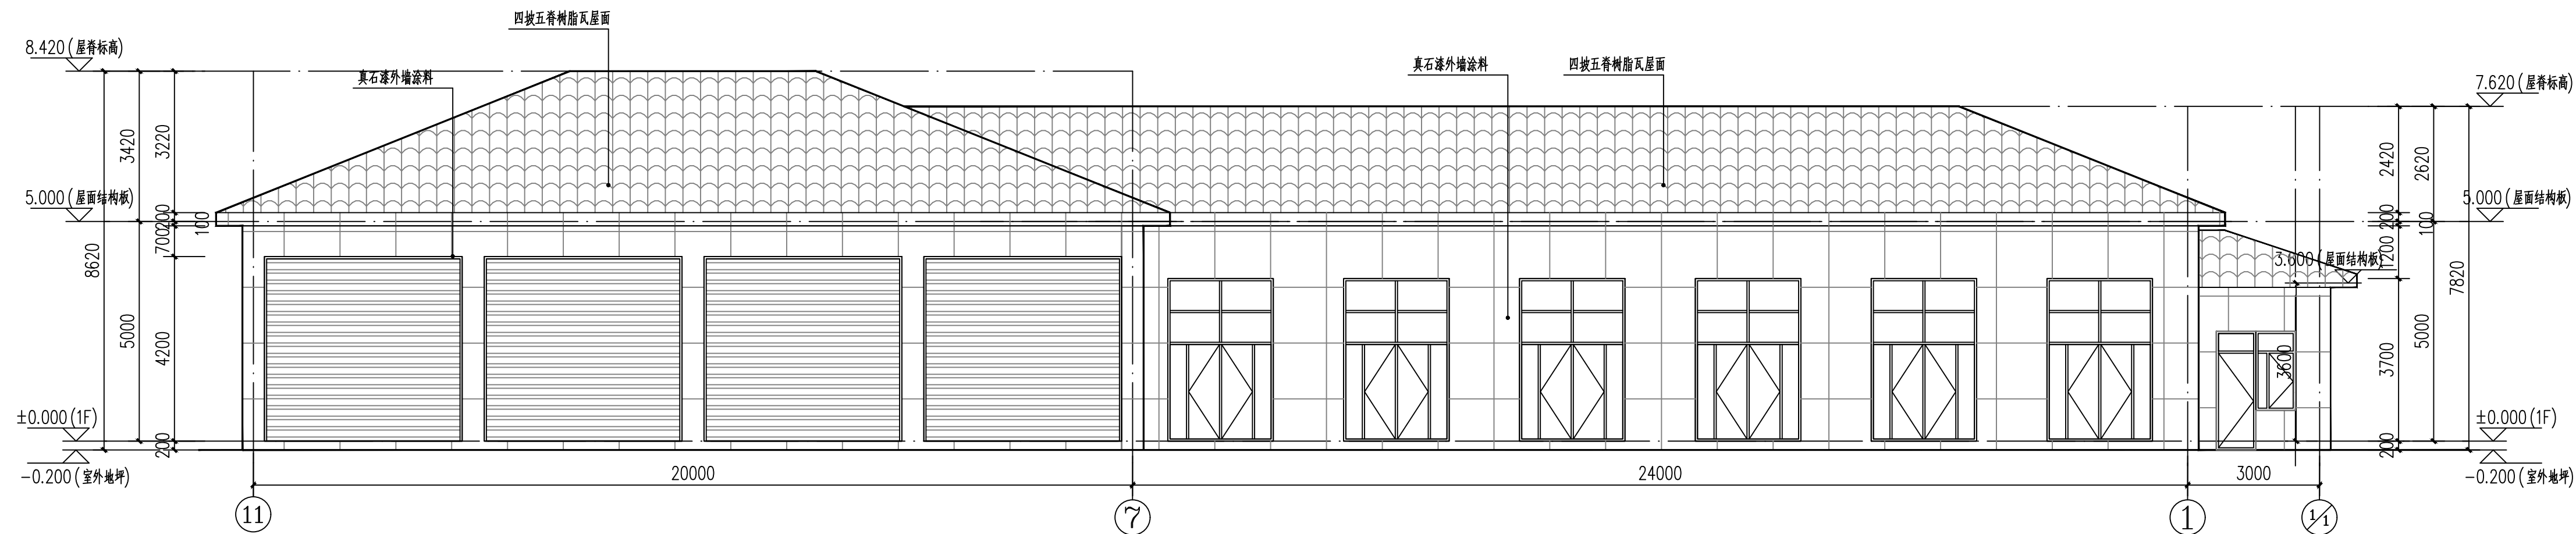 四坡五脊树脂瓦屋面
8.420(屋脊标高)
真石漆外墙涂料
真石漆外墙涂料
四坡五脊树脂瓦屋面
7.620(屋脊标高)
3420
3220
2420
2620
5.000(屋面结构板)
5.000(屋面结构板)
200
100
700
200
100
1200
8620
3.600(屋面结构板)
7820
5000
4200
3700
5000
3600
±0.000(1F)
±0.000(1F)
200
200
-0.200(室外地坪)
-0.200(室外地坪)
20000
24000
3000
11
7
1
1/1